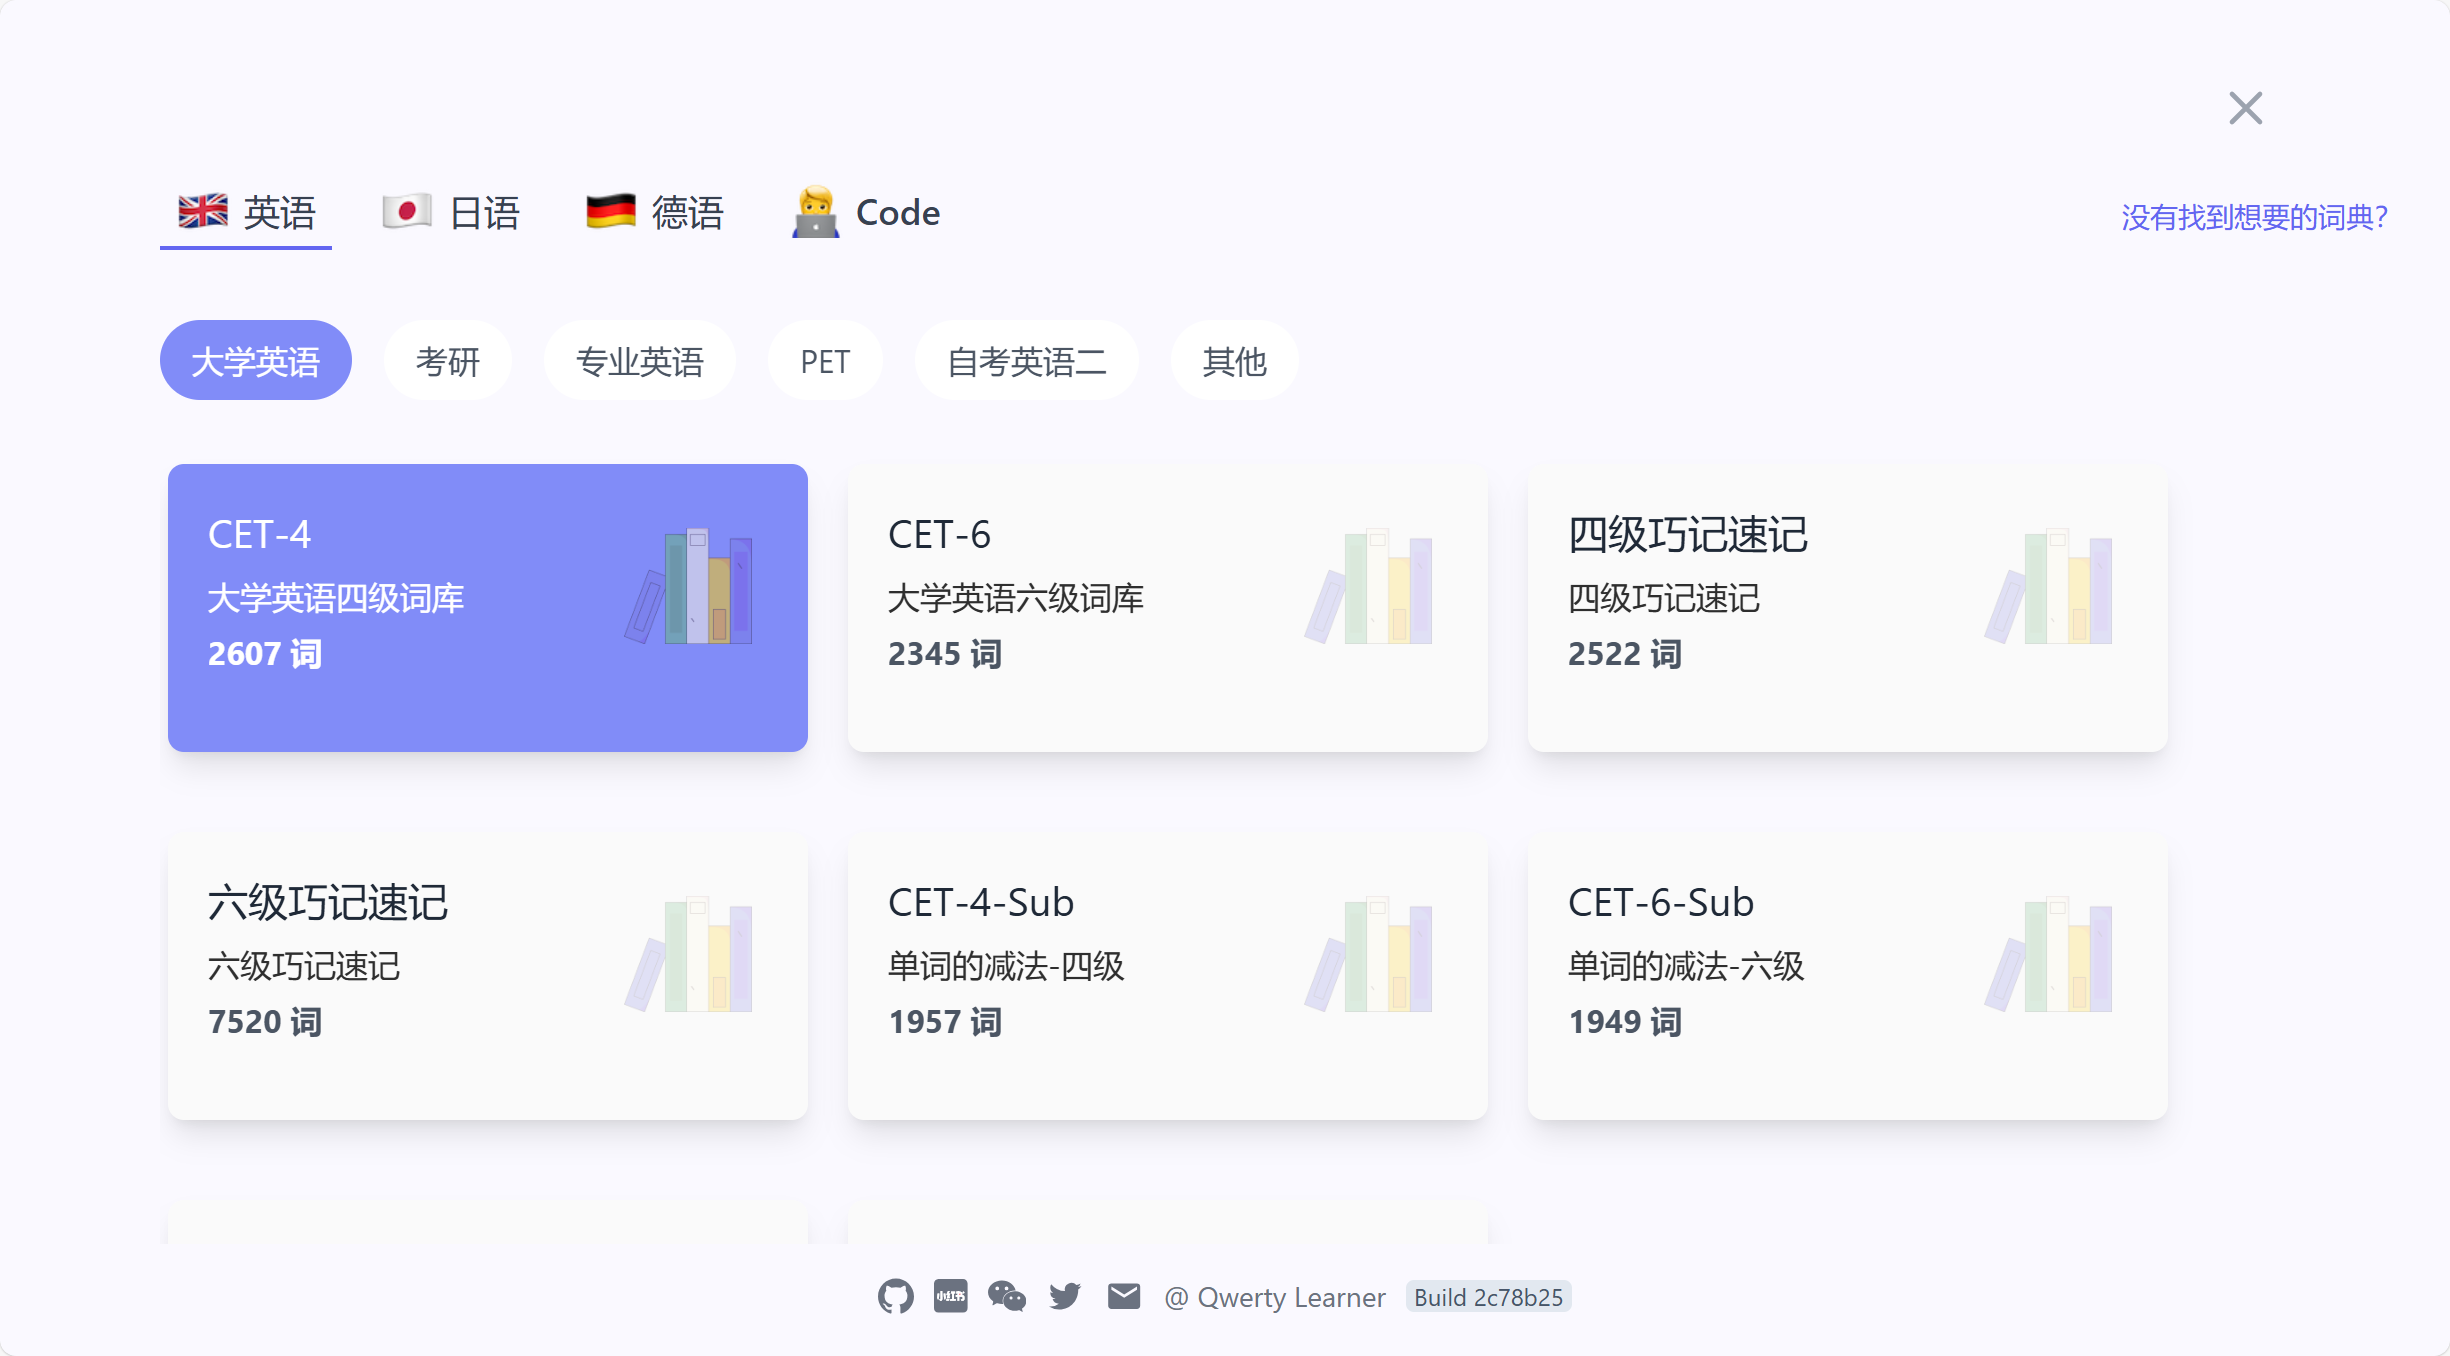 英语 日语 德语 Code
没有找到想要的词典?
大学英语 考研 专业英语 PET 自考英语二 其他
CET-4
大学英语四级词库
2607 词
CET-6
大学英语六级词库
2345 词
四级巧记速记
四级巧记速记
2522 词
六级巧记速记
六级巧记速记
7520 词
CET-4-Sub
单词的减法-四级
1957 词
CET-6-Sub
单词的减法-六级
1949 词
小红书 @ Qwerty Learner Build 2c78b25